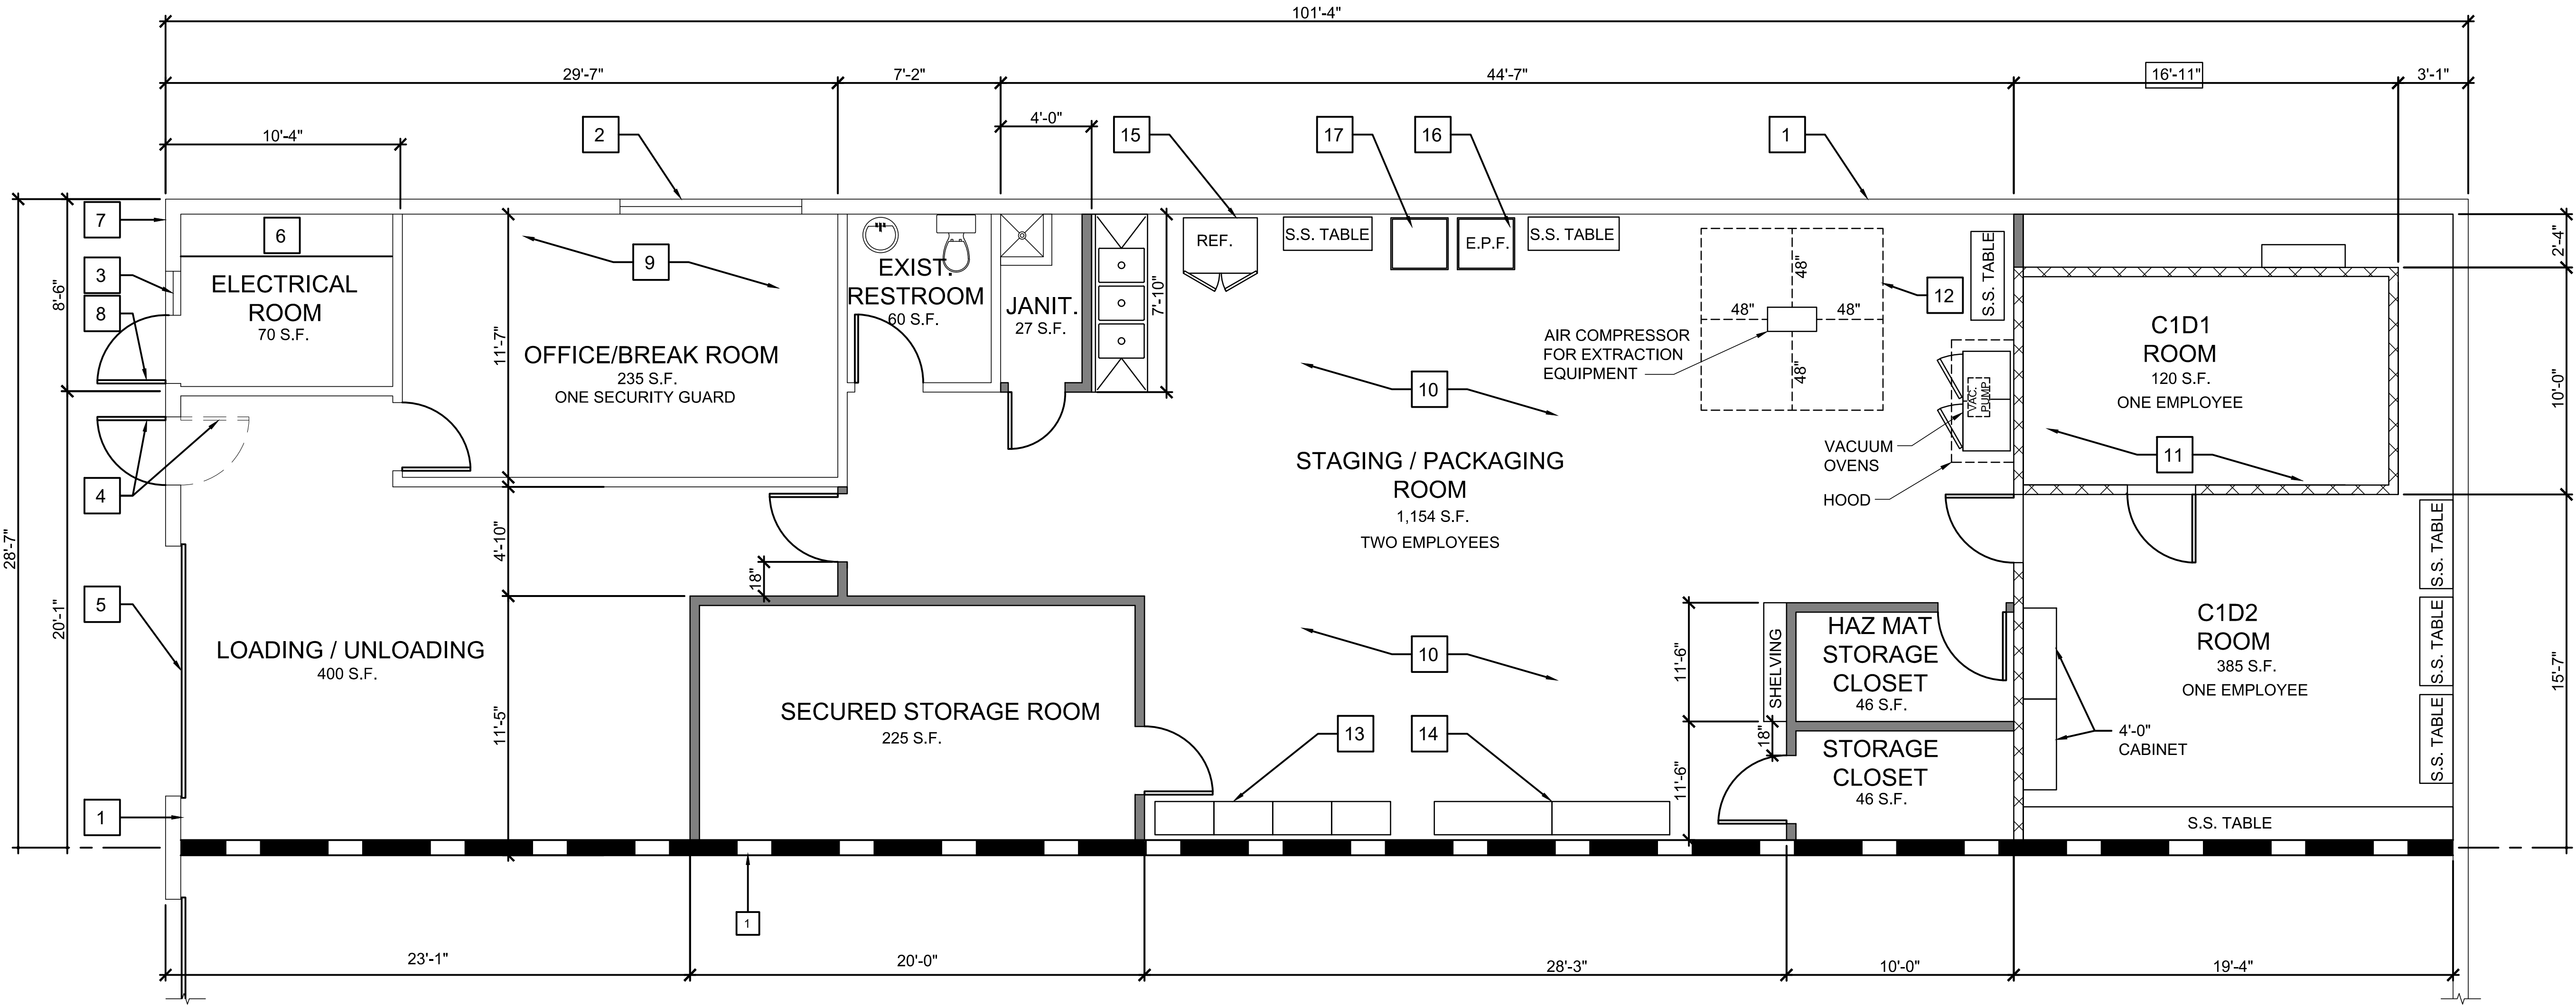 101'-4"
29'-7"
7'-2"
44'-7"
16'-11"
3'-1"
10'-4"
4'-0"
2
15
17
16
1
7
6
3
8
8'-6"
28'-7"
20'-1"
ELECTRICAL
ROOM
70 S.F.
9
11'-7"
OFFICE/BREAK ROOM
235 S.F.
ONE SECURITY GUARD
EXIST.
RESTROOM
60 S.F.
JANIT.
27 S.F.
7'-10"
REF.
S.S. TABLE
E.P.F.
S.S. TABLE
48"
48"
48"
48"
12
S.S. TABLE
AIR COMPRESSOR
FOR EXTRACTION
EQUIPMENT
10
VAC.
PUMP
VACUUM
OVENS
HOOD
C1D1
ROOM
120 S.F.
ONE EMPLOYEE
11
2'-4"
10'-0"
15'-7"
4
5
1
4'-10"
18"
11'-5"
LOADING / UNLOADING
400 S.F.
SECURED STORAGE ROOM
225 S.F.
STAGING / PACKAGING
ROOM
1,154 S.F.
TWO EMPLOYEES
10
13
14
11'-6"
11'-6"
SHELVING
18"
HAZ MAT
STORAGE
CLOSET
46 S.F.
STORAGE
CLOSET
46 S.F.
C1D2
ROOM
385 S.F.
ONE EMPLOYEE
4'-0"
CABINET
S.S. TABLE
S.S. TABLE
S.S. TABLE
S.S. TABLE
1
23'-1"
20'-0"
28'-3"
10'-0"
19'-4"